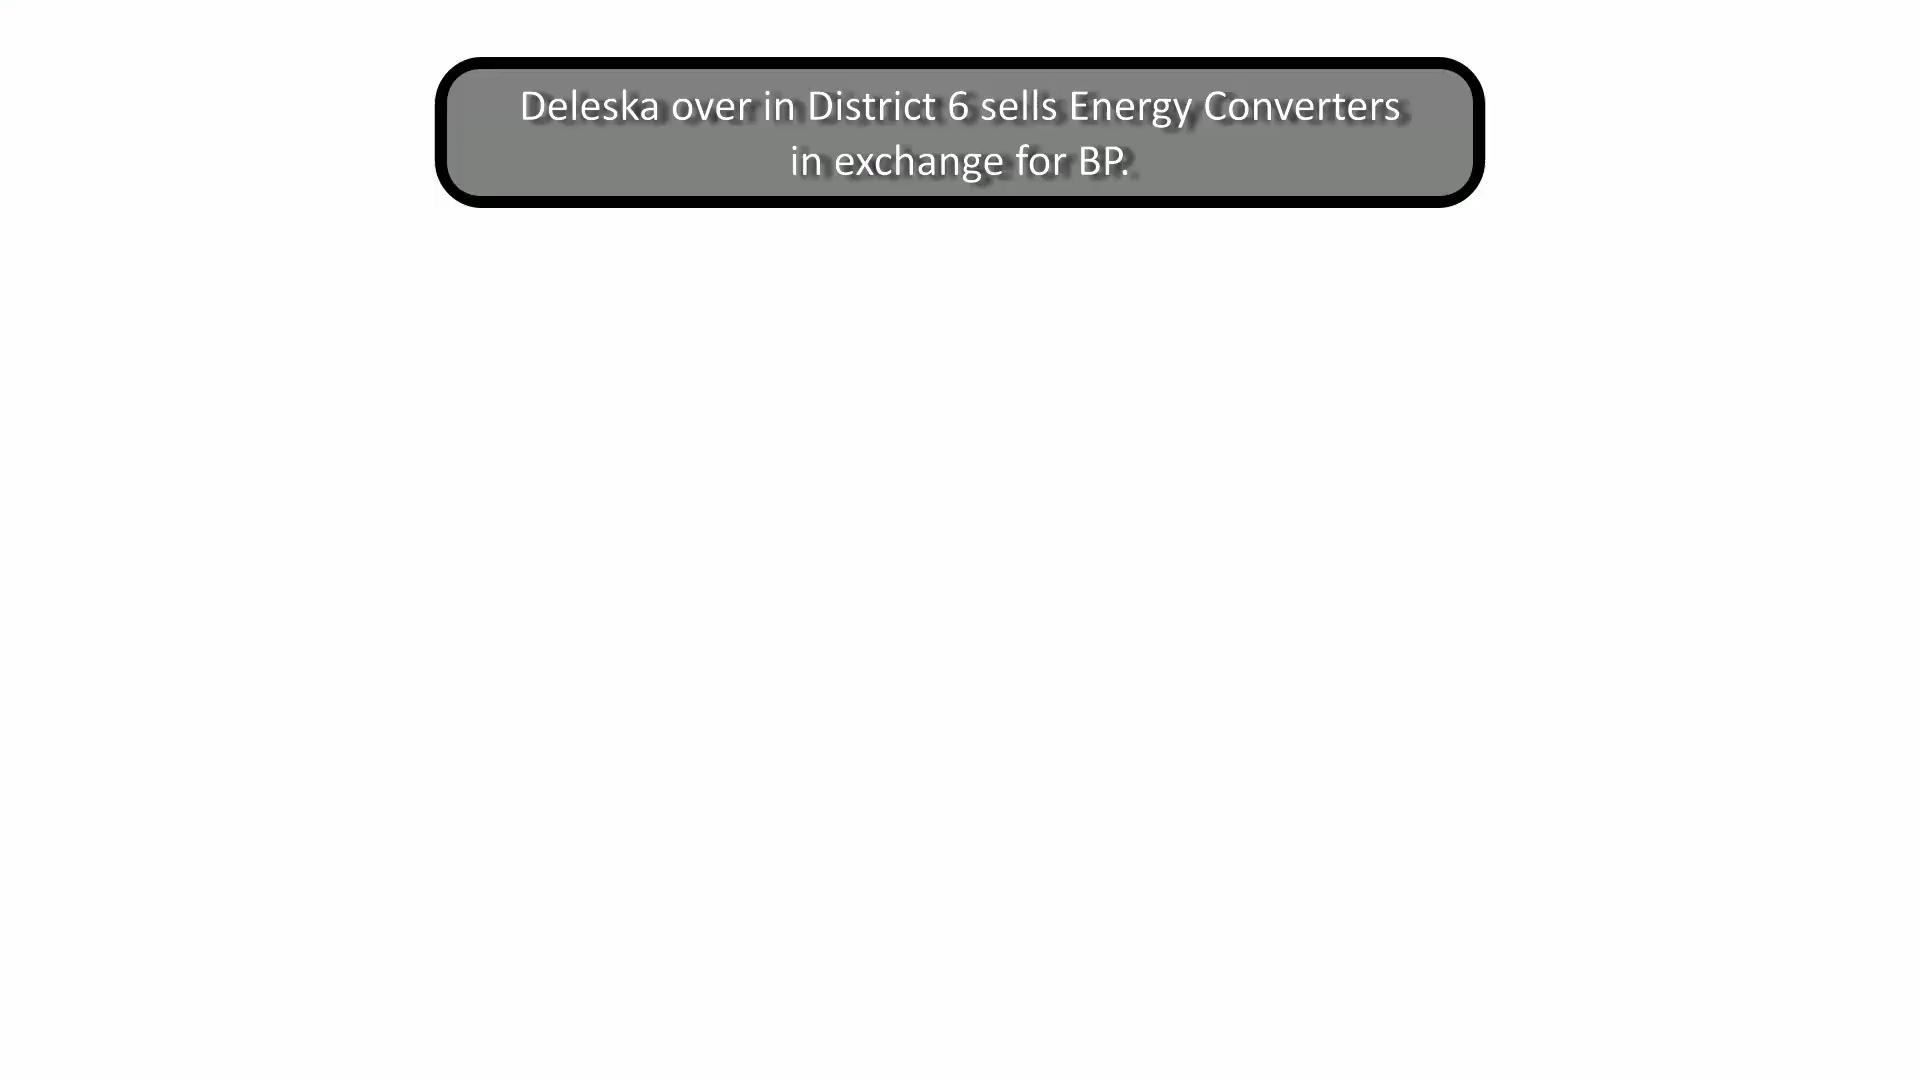 Deleska over in District 6 sells Energy Converters
in exchange for BP.